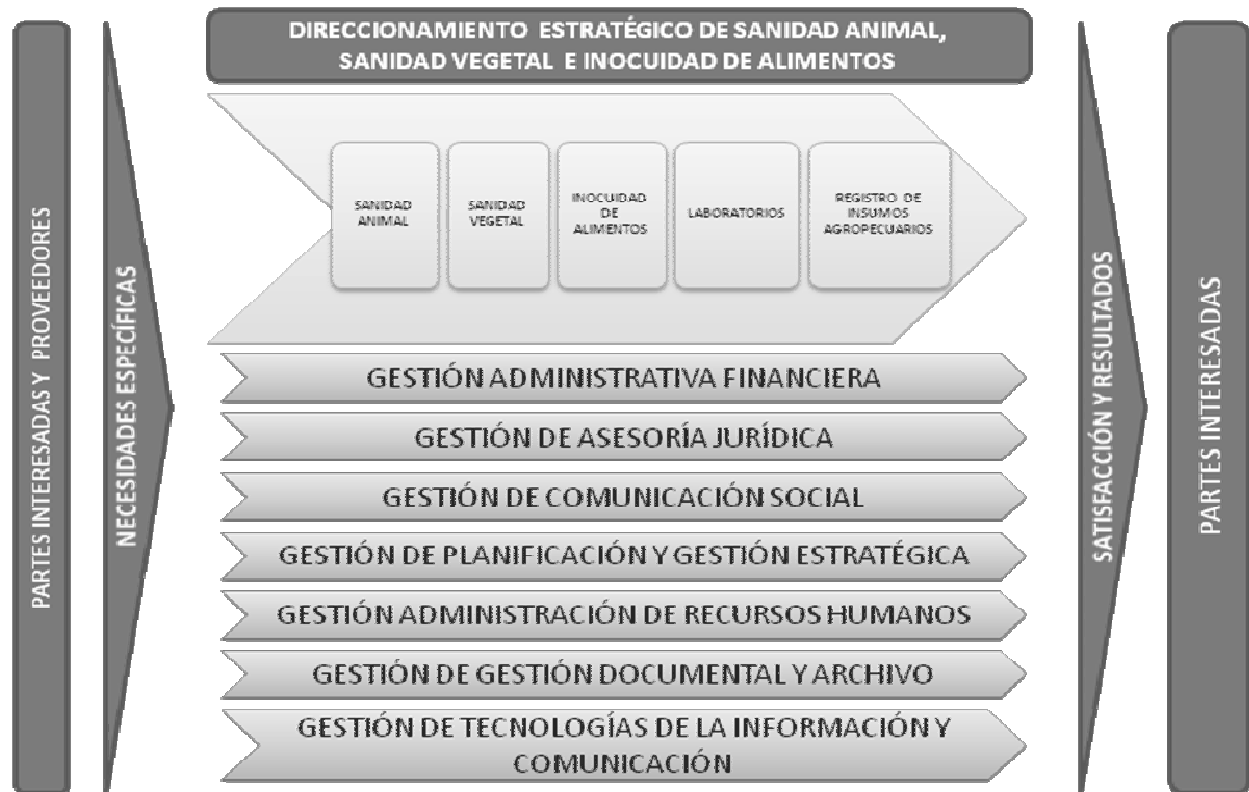 DIRECCIONAMIENTO ESTRATÉGICO DE SANIDAD ANIMAL,
SANIDAD VEGETAL E INOCUIDAD DE ALIMENTOS
PARTES INTERESADAS Y PROVEEDORES
NECESIDADES ESPECÍFICAS
SANIDAD
ANIMAL
SANIDAD
VEGETAL
INOCUIDAD
DE
ALIMENTOS
LABORATORIOS
REGISTRO DE
INSUMOS
AGROPECUARIOS
GESTIÓN ADMINISTRATIVA FINANCIERA
GESTIÓN DE ASESORÍA JURÍDICA
GESTIÓN DE COMUNICACIÓN SOCIAL
GESTIÓN DE PLANIFICACIÓN Y GESTIÓN ESTRATÉGICA
GESTIÓN ADMINISTRACIÓN DE RECURSOS HUMANOS
GESTIÓN DE GESTIÓN DOCUMENTAL Y ARCHIVO
GESTIÓN DE TECNOLOGÍAS DE LA INFORMACIÓN Y
COMUNICACIÓN
SATISFACCIÓN Y RESULTADOS
PARTES INTERESADAS